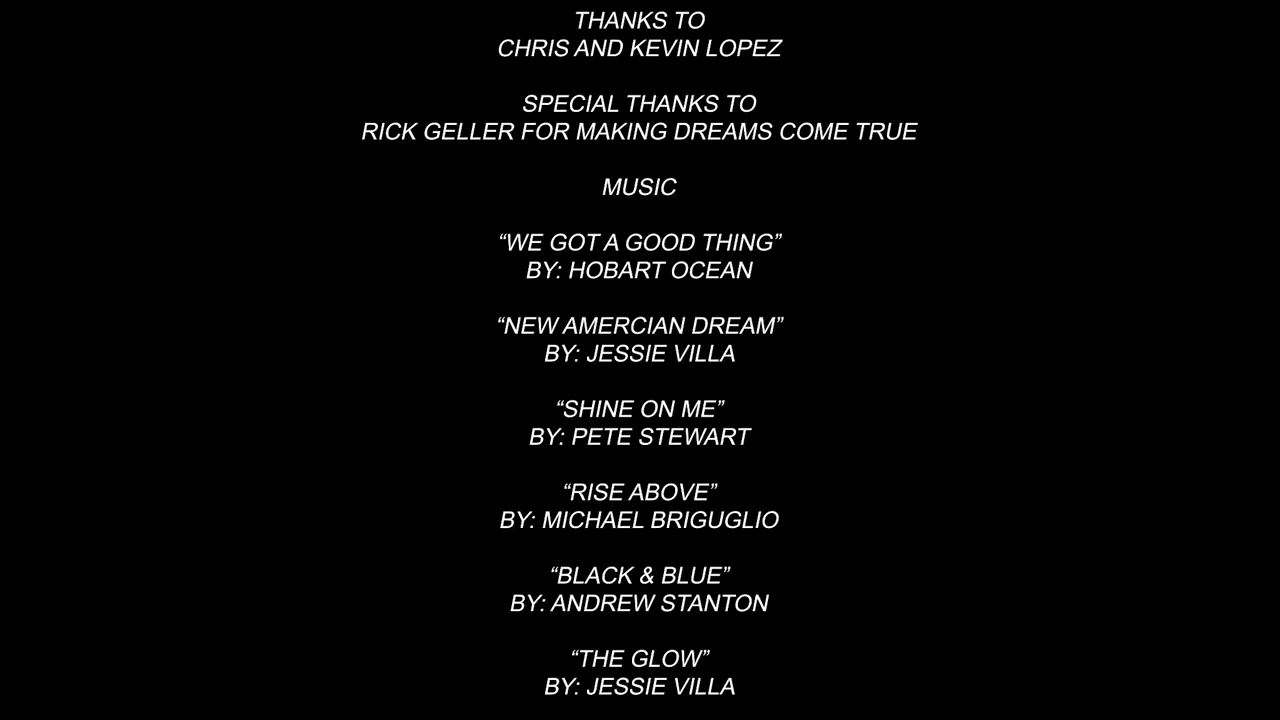 THANKS TO
CHRIS AND KEVIN LOPEZ
SPECIAL THANKS TO
RICK GELLER FOR MAKING DREAMS COME TRUE
MUSIC
“WE GOT A GOOD THING”
BY: HOBART OCEAN
“NEW AMERCIAN DREAM”
BY: JESSIE VILLA
“SHINE ON ME”
BY: PETE STEWART
“RISE ABOVE”
BY: MICHAEL BRIGUGLIO
“BLACK & BLUE”
BY: ANDREW STANTON
“THE GLOW”
BY: JESSIE VILLA